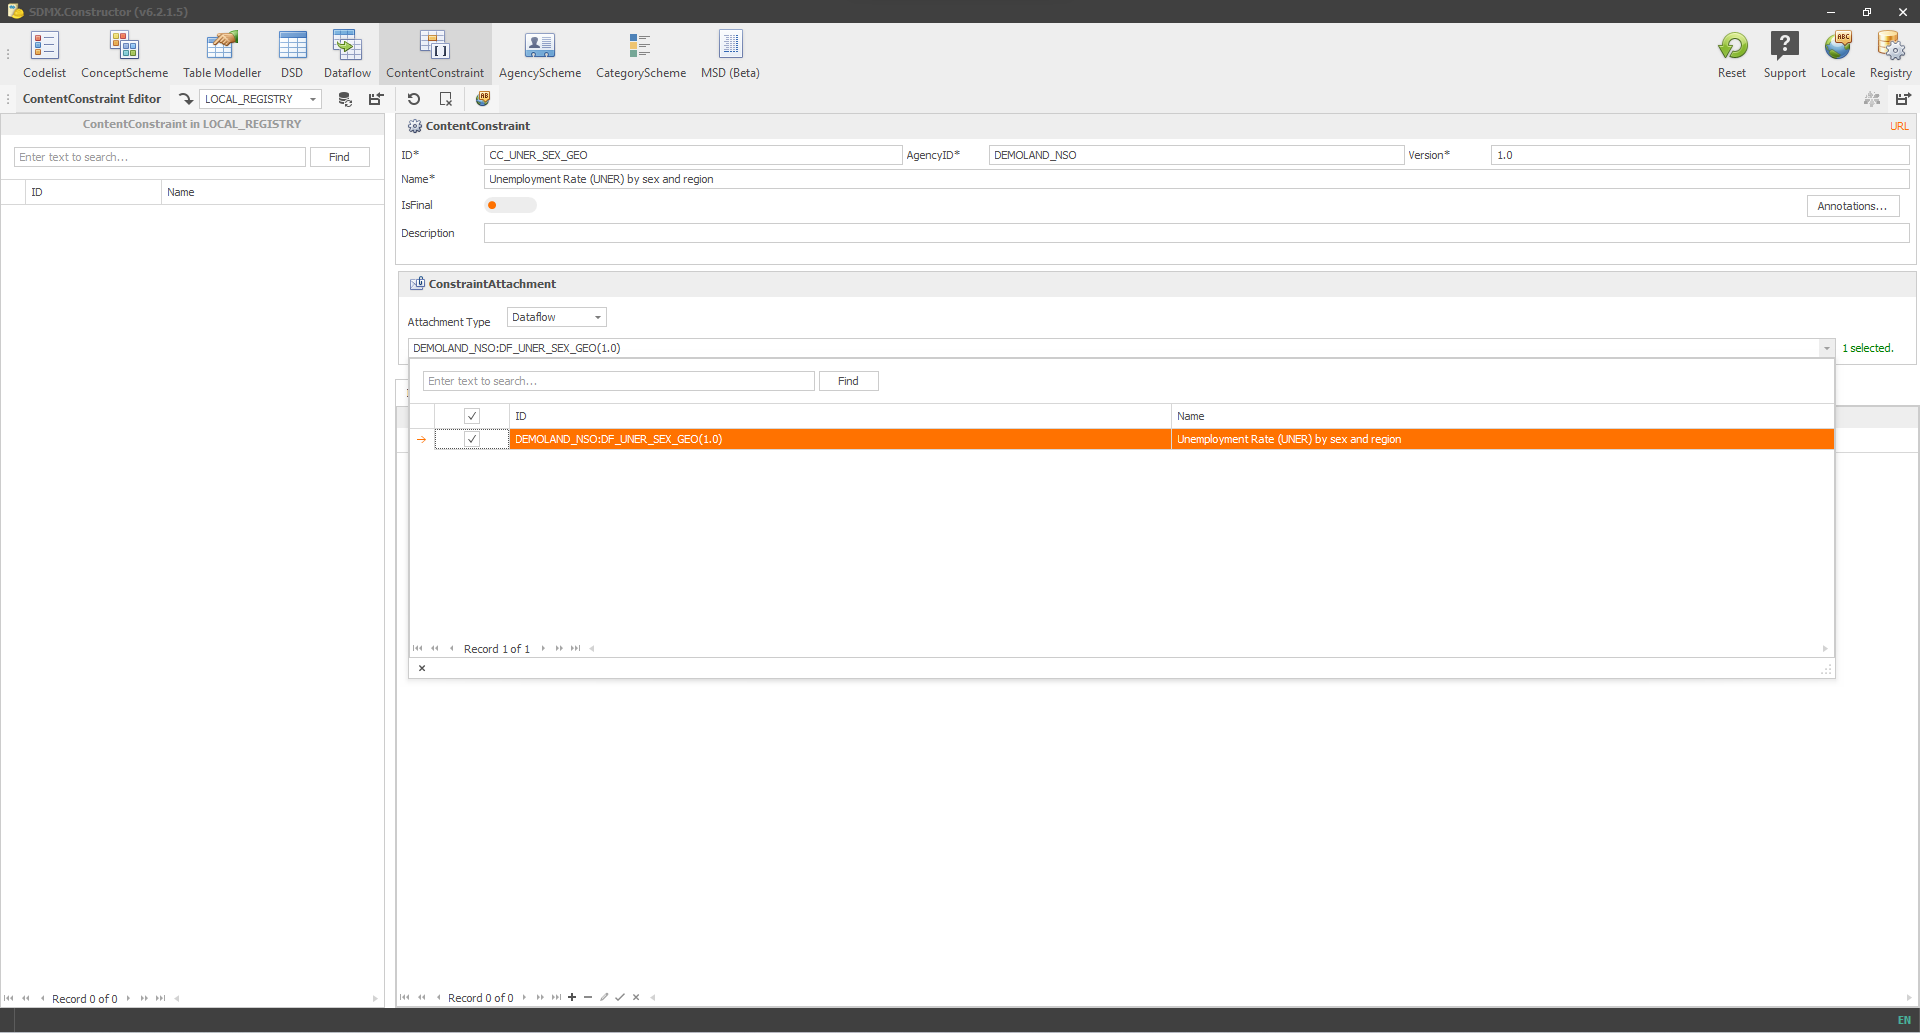 SDMX.Constructor (v6.2.1.5)
Codelist ConceptScheme Table Modeller DSD Dataflow ContentConstraint AgencyScheme CategoryScheme MSD (Beta) Reset Support Locale Registry
ContentConstraint Editor LOCAL_REGISTRY
ContentConstraint in LOCAL_REGISTRY
Enter text to search... Find
ID Name
Record 0 of 0
ContentConstraint URL
ID* CC_UNER_SEX_GEO AgencyID* DEMOLAND_NSO Version* 1.0
Name* Unemployment Rate (UNER) by sex and region
IsFinal Annotations...
Description
ConstraintAttachment
Attachment Type Dataflow
DEMOLAND_NSO:DF_UNER_SEX_GEO(1.0) 1 selected.
Enter text to search... Find
ID Name
DEMOLAND_NSO:DF_UNER_SEX_GEO(1.0) Unemployment Rate (UNER) by sex and region
Record 1 of 1
Record 0 of 0
EN